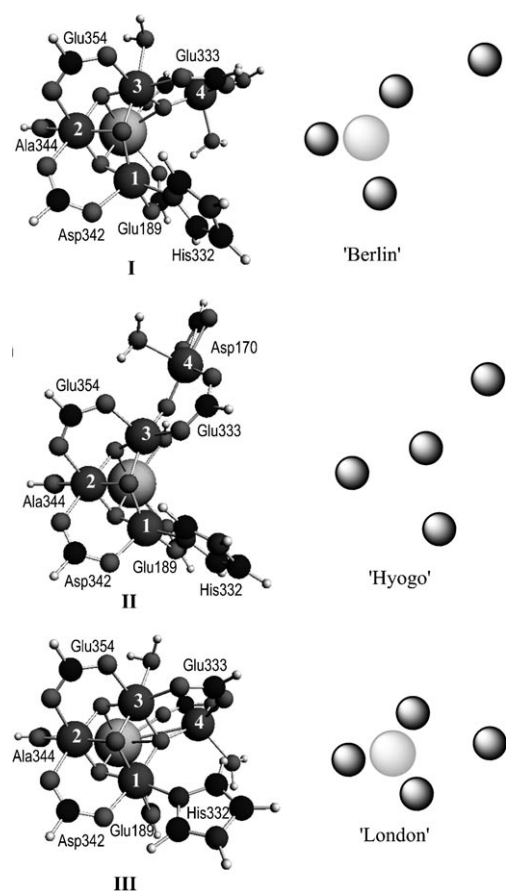 Glu354
Glu333
3
4
2
Ala344
1
Asp342
Glu189
His332
I
'Berlin'
Asp170
4
Glu354
Glu333
3
2
Ala344
1
Glu189
Asp342
His332
II
'Hyogo'
Glu354
Glu333
3
4
2
Ala344
1
His332
Asp342
Glu189
III
'London'